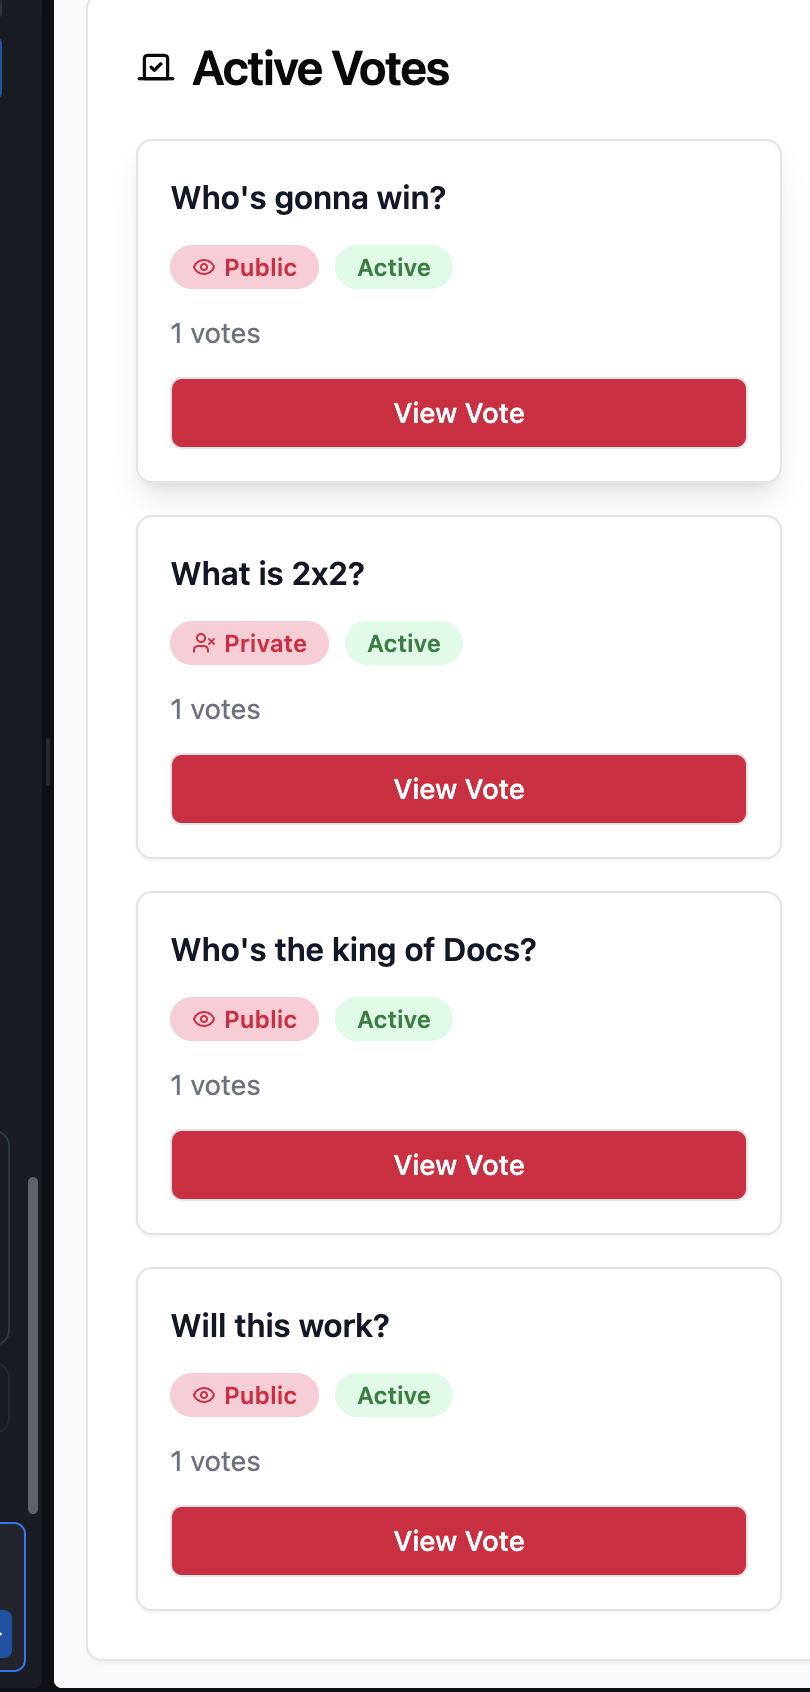 Active Votes
Who's gonna win?
Public Active
1 votes
View Vote
What is 2x2?
Private Active
1 votes
View Vote
Who's the king of Docs?
Public Active
1 votes
View Vote
Will this work?
Public Active
1 votes
View Vote